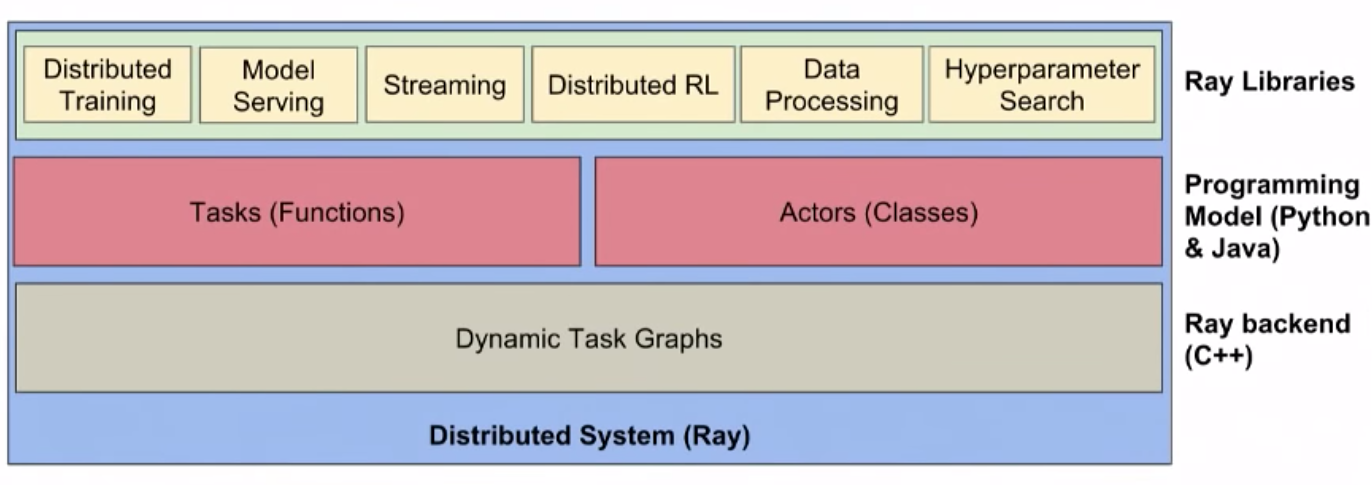 Distributed
Training
Model
Serving
Streaming
Distributed RL
Data
Processing
Hyperparameter
Search
Ray Libraries
Tasks (Functions)
Actors (Classes)
Programming
Model (Python
& Java)
Dynamic Task Graphs
Ray backend
(C++)
Distributed System (Ray)